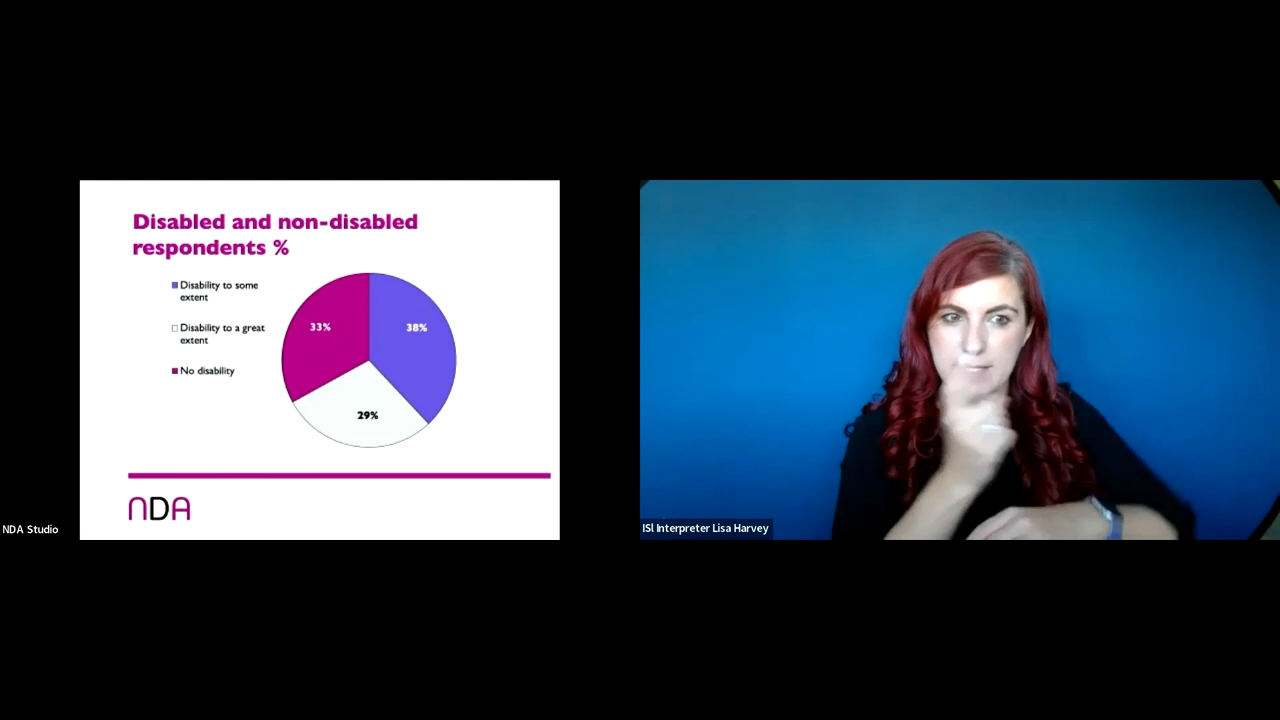 Disabled and non-disabled
respondents %
Disability to some
extent
Disability to a great
extent
No disability
33%
38%
29%
NDA
NDA Studio
ISl Interpreter Lisa Harvey